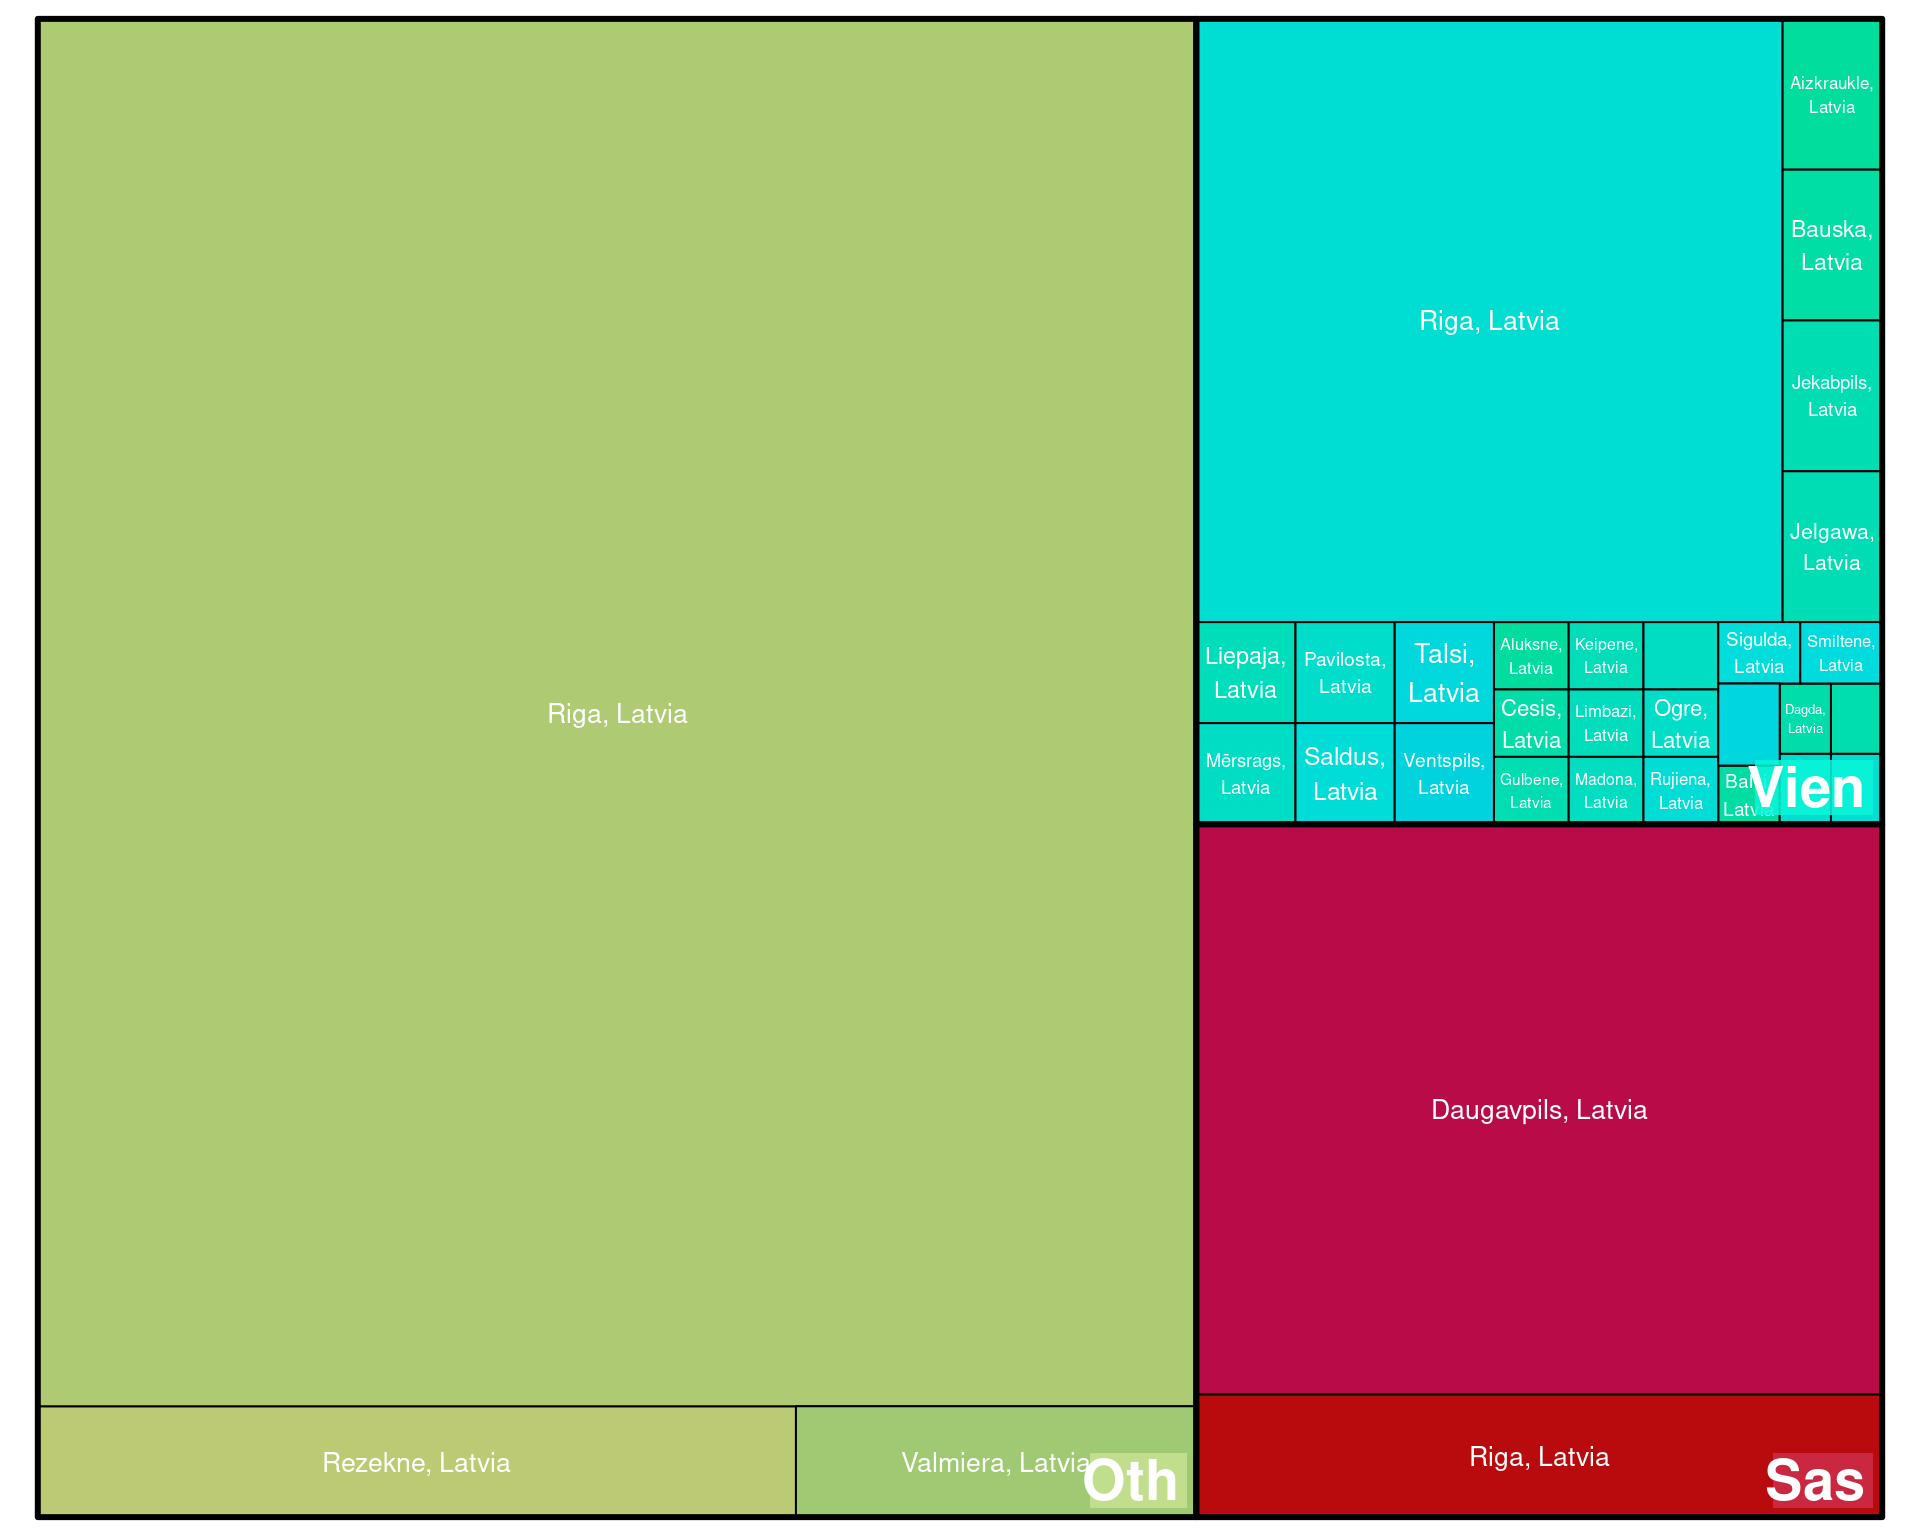 Riga, Latvia
Rezekne, Latvia
Valmiera, Latvia
Oth
Riga, Latvia
Aizkraukle,
Latvia
Bauska,
Latvia
Jekabpils,
Latvia
Jelgawa,
Latvia
Liepaja,
Latvia
Pavilosta,
Latvia
Talsi,
Latvia
Mērsrags,
Latvia
Saldus,
Latvia
Ventspils,
Latvia
Aluksne,
Latvia
Keipene,
Latvia
Cesis,
Latvia
Limbazi,
Latvia
Ogre,
Latvia
Gulbene,
Latvia
Madona,
Latvia
Rujiena,
Latvia
Sigulda,
Latvia
Smiltene,
Latvia
Dagda,
Latvia
Latvia
Vien
Daugavpils, Latvia
Riga, Latvia
Sas